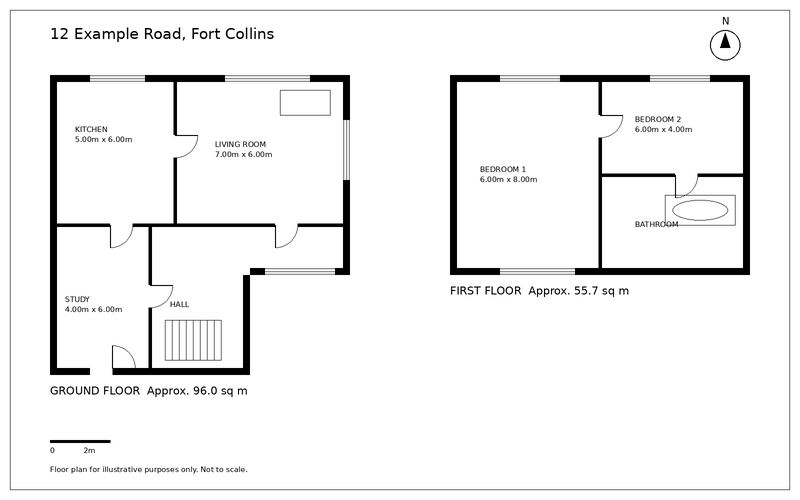 12 Example Road, Fort Collins
N
KITCHEN
5.00m x 6.00m
LIVING ROOM
7.00m x 6.00m
STUDY
4.00m x 6.00m
HALL
GROUND FLOOR  Approx. 96.0 sq m
BEDROOM 1
6.00m x 8.00m
BEDROOM 2
6.00m x 4.00m
BATHROOM
FIRST FLOOR  Approx. 55.7 sq m
0 2m
Floor plan for illustrative purposes only. Not to scale.